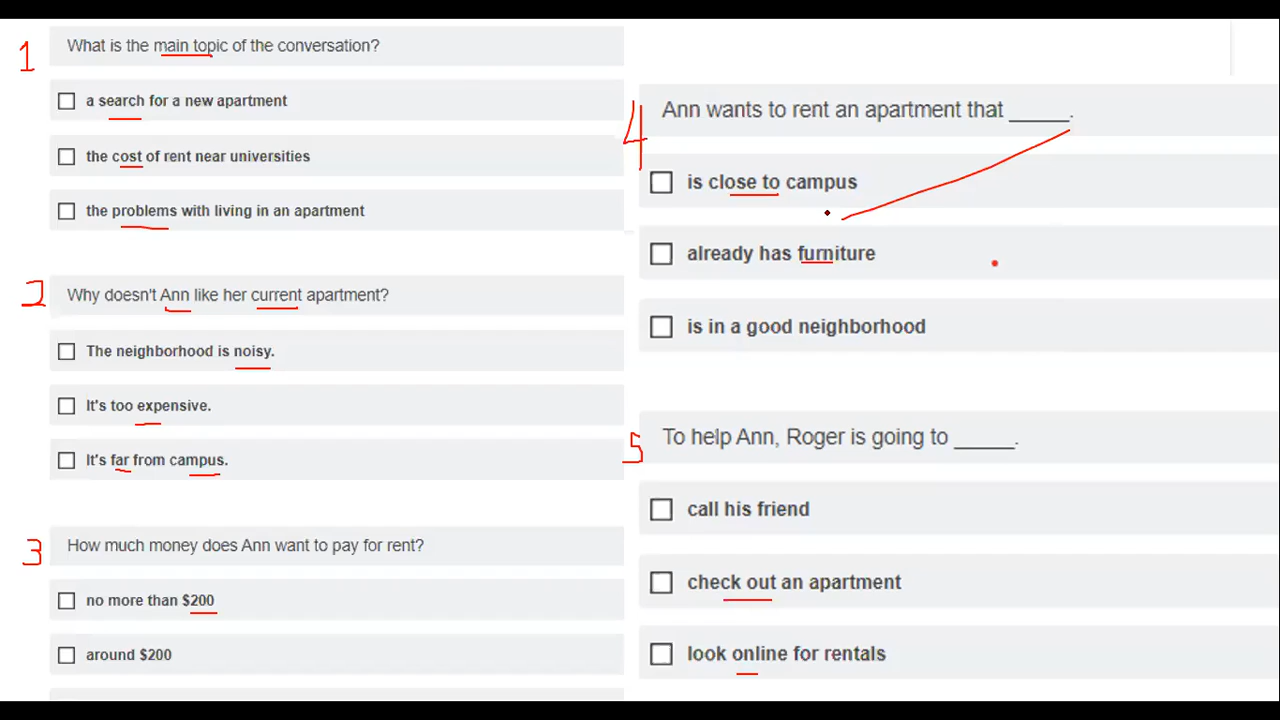 1
What is the main topic of the conversation?
a search for a new apartment
the cost of rent near universities
the problems with living in an apartment
2
Why doesn't Ann like her current apartment?
The neighborhood is noisy.
It's too expensive.
It's far from campus.
3
How much money does Ann want to pay for rent?
no more than $200
around $200
4
Ann wants to rent an apartment that _____.
is close to campus
already has furniture
is in a good neighborhood
5
To help Ann, Roger is going to _____.
call his friend
check out an apartment
look online for rentals